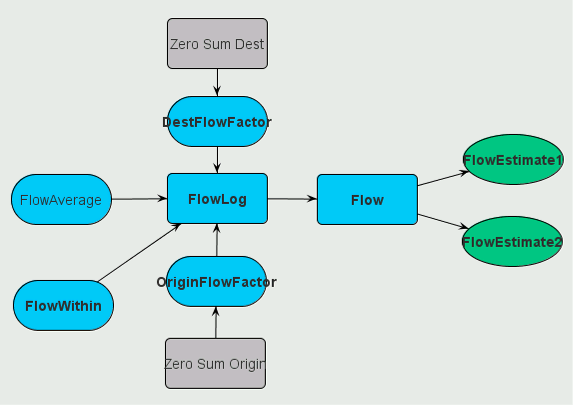 Zero Sum Dest
DestFlowFactor
FlowEstimate1
FlowAverage
FlowLog
Flow
FlowEstimate2
OriginFlowFactor
FlowWithin
Zero Sum Origin